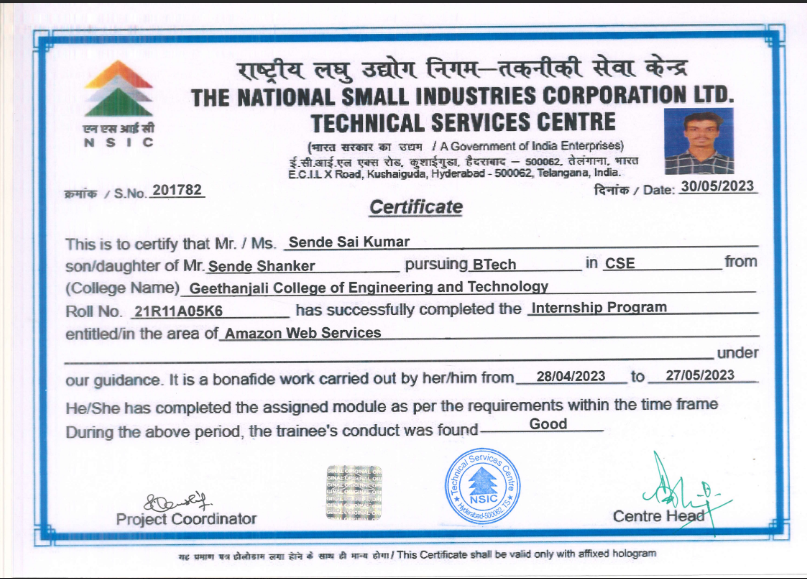 राष्ट्रीय लघु उद्योग निगम–तकनीकी सेवा केन्द्र
THE NATIONAL SMALL INDUSTRIES CORPORATION LTD.
TECHNICAL SERVICES CENTRE
एन एस आई सी
N S I C
(भारत सरकार का उद्यम / A Government of India Enterprises)
ई.सी.आई.एल एक्स रोड, कुशाईगुडा, हैदराबाद – 500062, तेलंगाना, भारत
E.C.I.L X Road, Kushaiguda, Hyderabad - 500062, Telangana, India.
क्रमांक / S.No. 201782
दिनांक / Date: 30/05/2023
Certificate
This is to certify that Mr. / Ms. Sende Sai Kumar
son/daughter of Mr. Sende Shanker pursuing BTech in CSE from
(College Name) Geethanjali College of Engineering and Technology
Roll No. 21R11A05K6 has successfully completed the Internship Program
entitled/in the area of Amazon Web Services
under
our guidance. It is a bonafide work carried out by her/him from 28/04/2023 to 27/05/2023
He/She has completed the assigned module as per the requirements within the time frame
During the above period, the trainee's conduct was found Good
Technical Services Centre
NSIC
Hyderabad-500062
Project Coordinator
Centre Head
यह प्रमाण पत्र होलोग्राम लगा होने के साथ ही मान्य होगा / This Certificate shall be valid only with affixed hologram